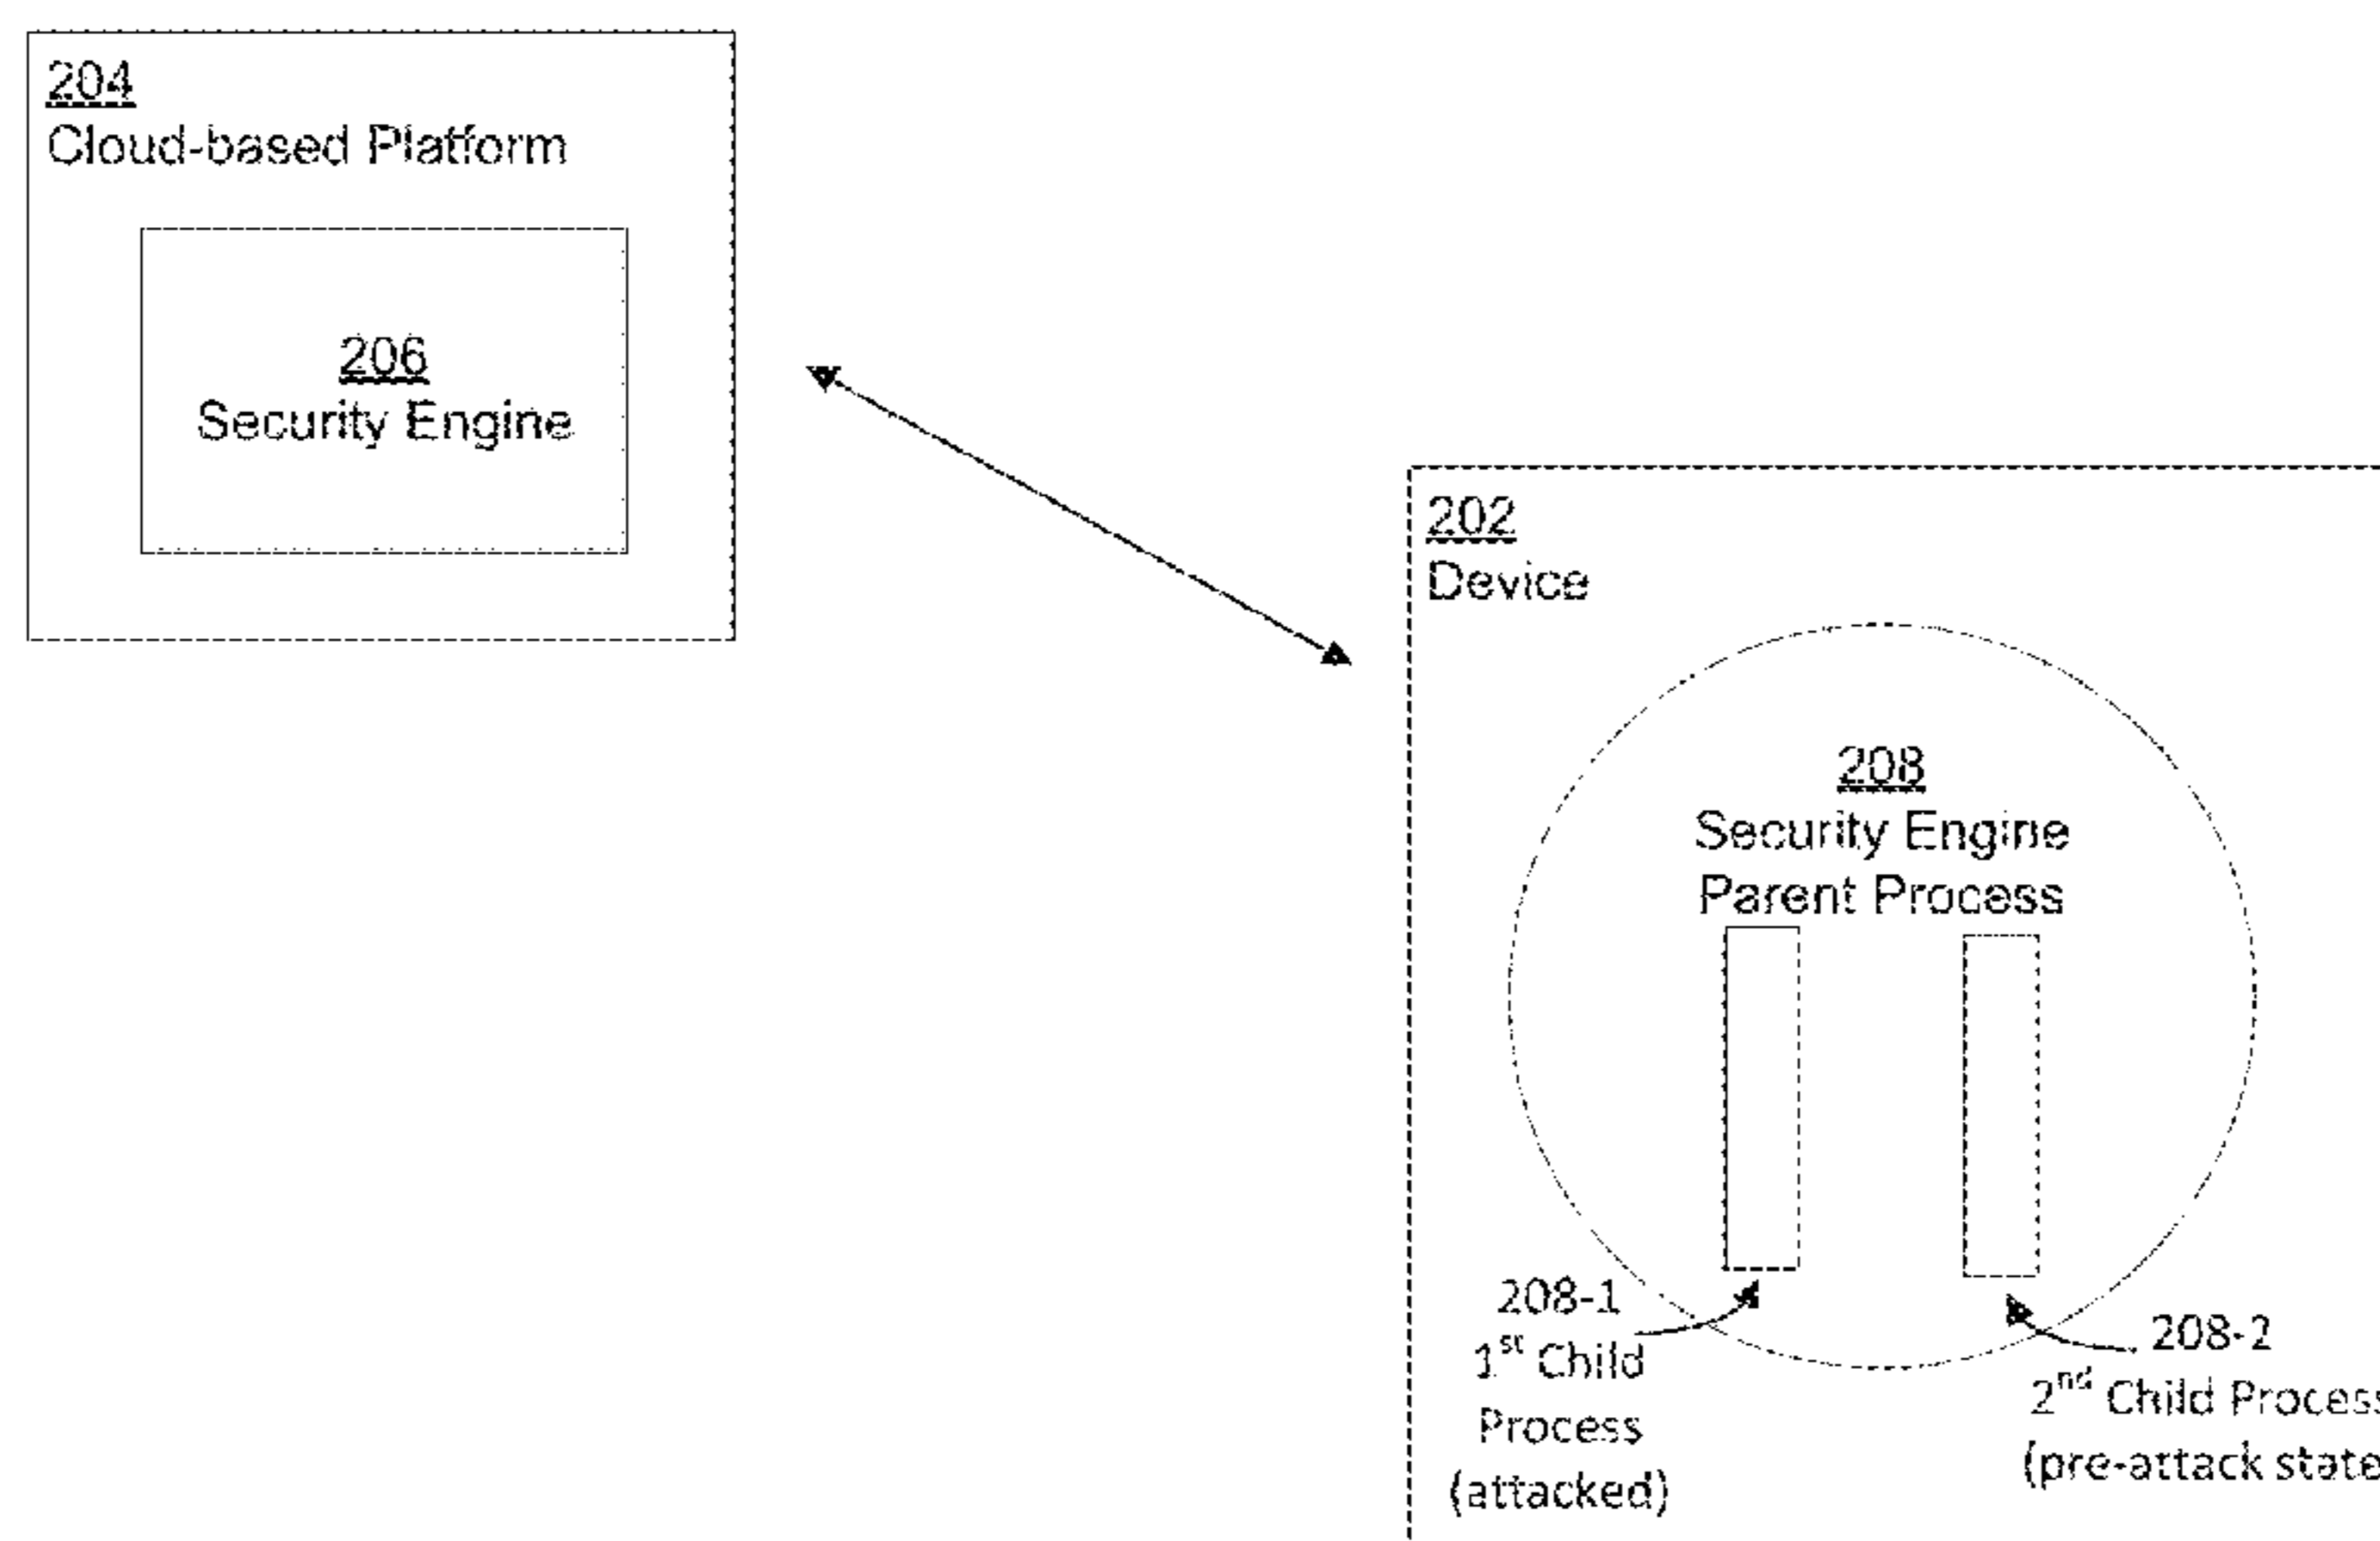 204
Cloud-based Platform
206
Security Engine
202
Device
208
Security Engine
Parent Process
208-1
1st Child
Process
(attacked)
208-2
2nd Child Process
(pre-attack state